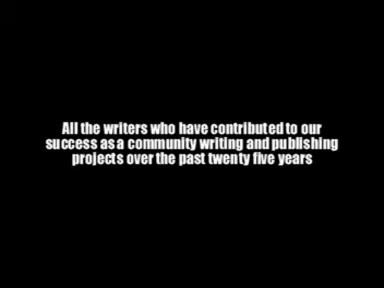 All the writers who have contributed to our
success as a community writing and publishing
projects over the past twenty five years